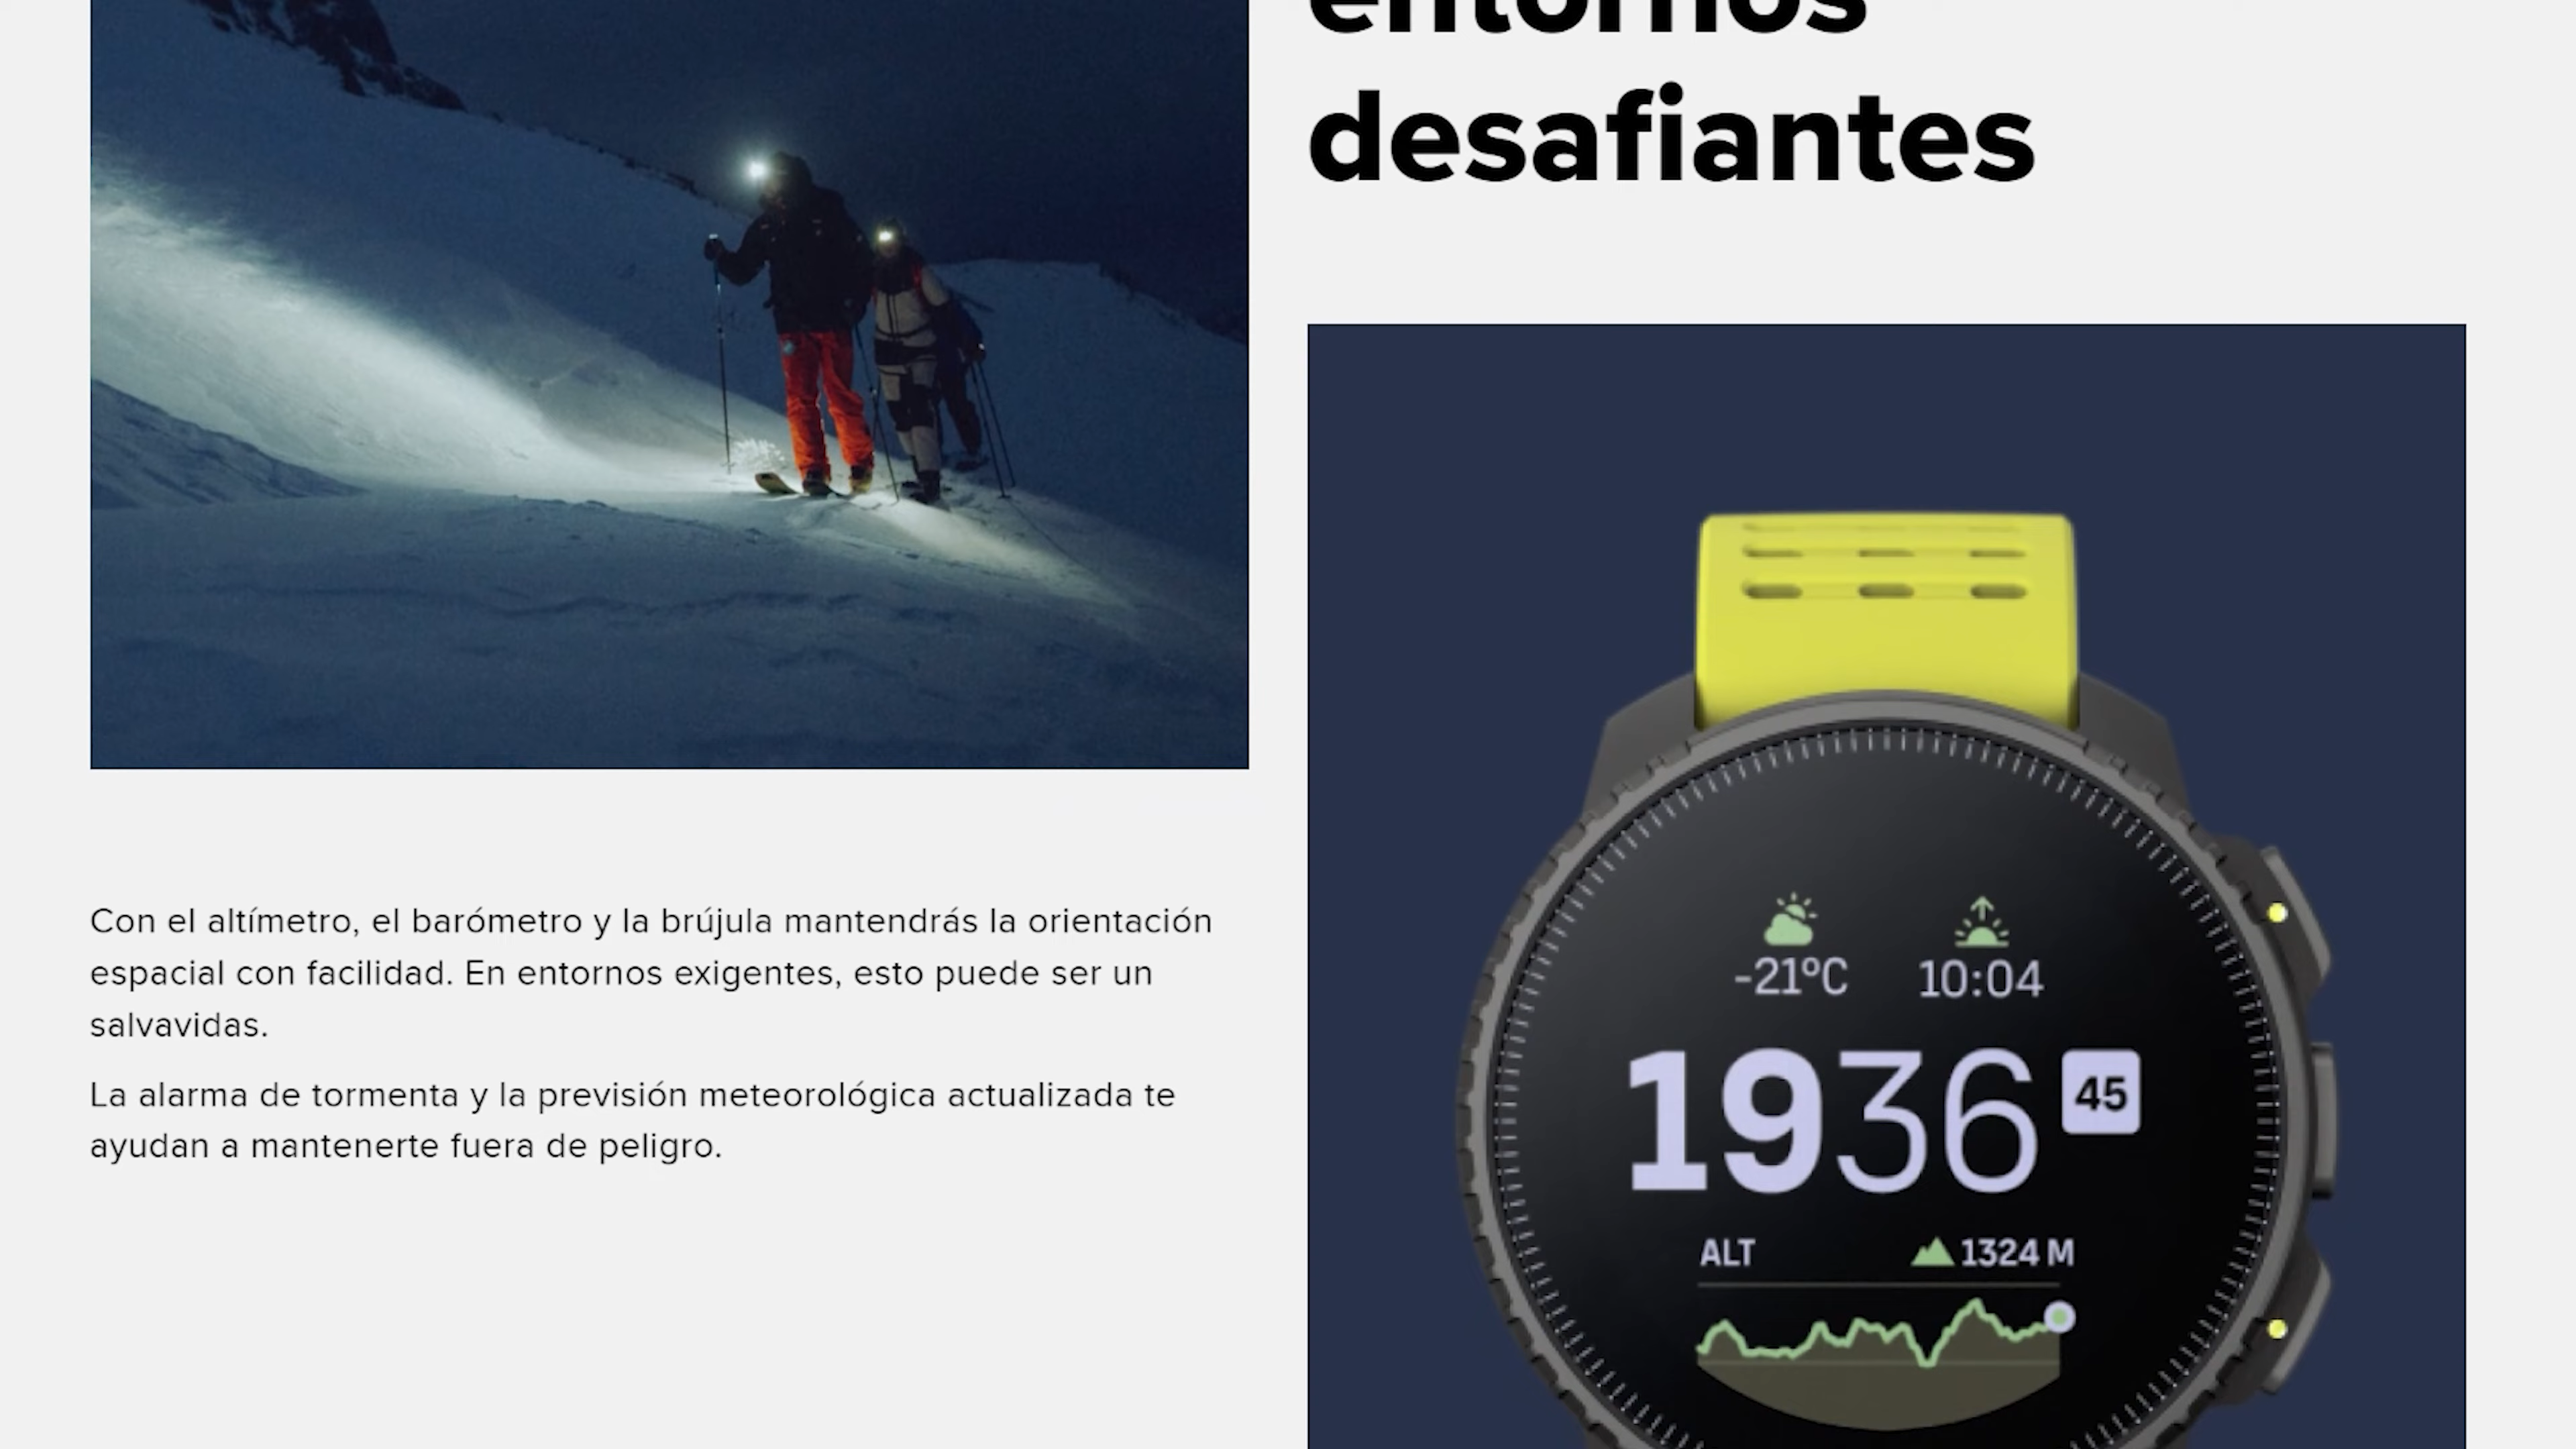 entornos
desafiantes
Con el altímetro, el barómetro y la brújula mantendrás la orientación
espacial con facilidad. En entornos exigentes, esto puede ser un
salvavidas.
La alarma de tormenta y la previsión meteorológica actualizada te
ayudan a mantenerte fuera de peligro.
-21°C 10:04
1936 45
ALT 1324 M